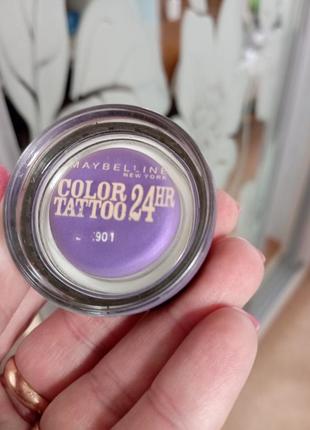 MAYBELLINE
NEW YORK
COLOR
TATTOO 24HR